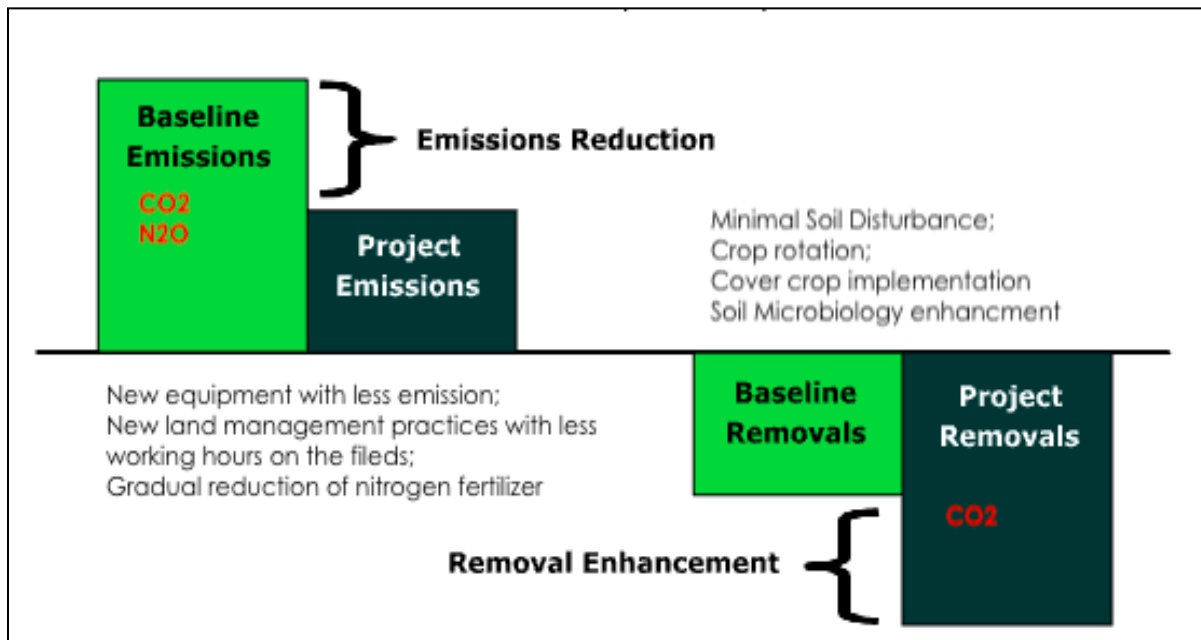 Baseline
Emissions
CO2
N2O
Emissions Reduction
Project
Emissions
Minimal Soil Disturbance;
Crop rotation;
Cover crop implementation
Soil Microbiology enhancment
New equipment with less emission;
New land management practices with less
working hours on the fileds;
Gradual reduction of nitrogen fertilizer
Baseline
Removals
Project
Removals
CO2
Removal Enhancement